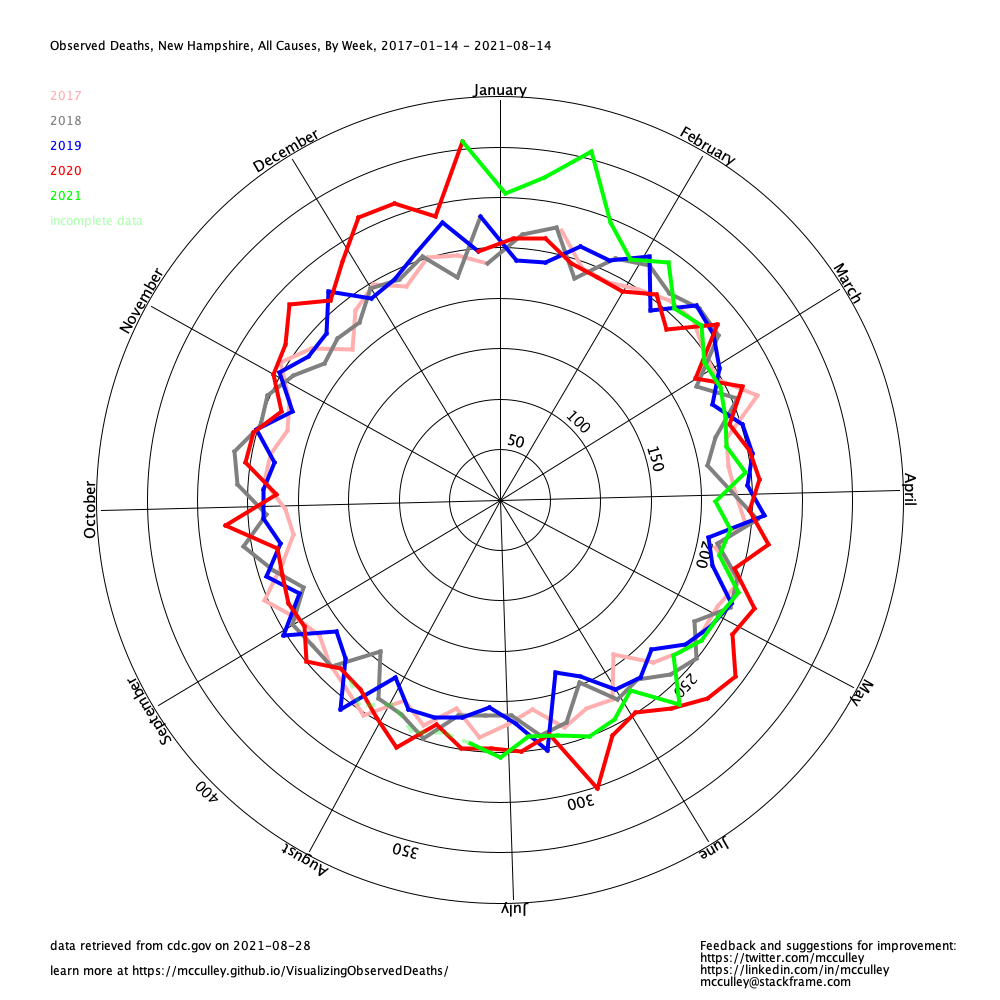 Observed Deaths, New Hampshire, All Causes, By Week, 2017-01-14 - 2021-08-14
2017
2018
2019
2020
2021
incomplete data
January
February
March
April
May
June
July
August
September
October
November
December
50
100
150
200
250
300
350
400
data retrieved from cdc.gov on 2021-08-28
learn more at https://mcculley.github.io/VisualizingObservedDeaths/
Feedback and suggestions for improvement:
https://twitter.com/mcculley
https://linkedin.com/in/mcculley
mcculley@stackframe.com